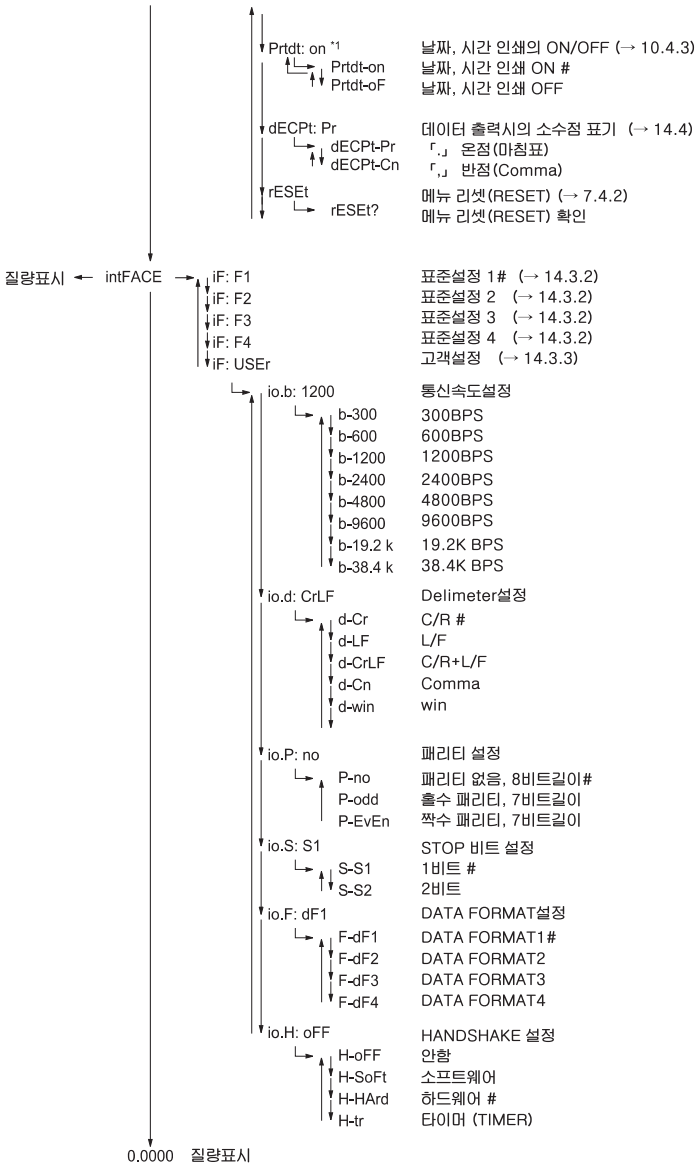 Prtdt: on *1 날짜, 시간 인쇄의 ON/OFF (→ 10.4.3)
Prtdt-on 날짜, 시간 인쇄 ON #
Prtdt-oF 날짜, 시간 인쇄 OFF
dECPt: Pr 데이터 출력시의 소수점 표기 (→ 14.4)
dECPt-Pr 「.」 온점(마침표)
dECPt-Cn 「,」 반점(Comma)
rESEt 메뉴 리셋(RESET) (→ 7.4.2)
rESEt? 메뉴 리셋(RESET) 확인
질량표시 ← intFACE → iF: F1 표준설정 1# (→ 14.3.2)
iF: F2 표준설정 2 (→ 14.3.2)
iF: F3 표준설정 3 (→ 14.3.2)
iF: F4 표준설정 4 (→ 14.3.2)
iF: USEr 고객설정 (→ 14.3.3)
io.b: 1200 통신속도설정
b-300 300BPS
b-600 600BPS
b-1200 1200BPS
b-2400 2400BPS
b-4800 4800BPS
b-9600 9600BPS
b-19.2 k 19.2K BPS
b-38.4 k 38.4K BPS
io.d: CrLF Delimeter설정
d-Cr C/R #
d-LF L/F
d-CrLF C/R+L/F
d-Cn Comma
d-win win
io.P: no 패리티 설정
P-no 패리티 없음, 8비트길이#
P-odd 홀수 패리티, 7비트길이
P-EvEn 짝수 패리티, 7비트길이
io.S: S1 STOP 비트 설정
S-S1 1비트 #
S-S2 2비트
io.F: dF1 DATA FORMAT설정
F-dF1 DATA FORMAT1#
F-dF2 DATA FORMAT2
F-dF3 DATA FORMAT3
F-dF4 DATA FORMAT4
io.H: oFF HANDSHAKE 설정
H-oFF 안함
H-SoFt 소프트웨어
H-HArd 하드웨어 #
H-tr 타이머 (TIMER)
0.0000 질량표시